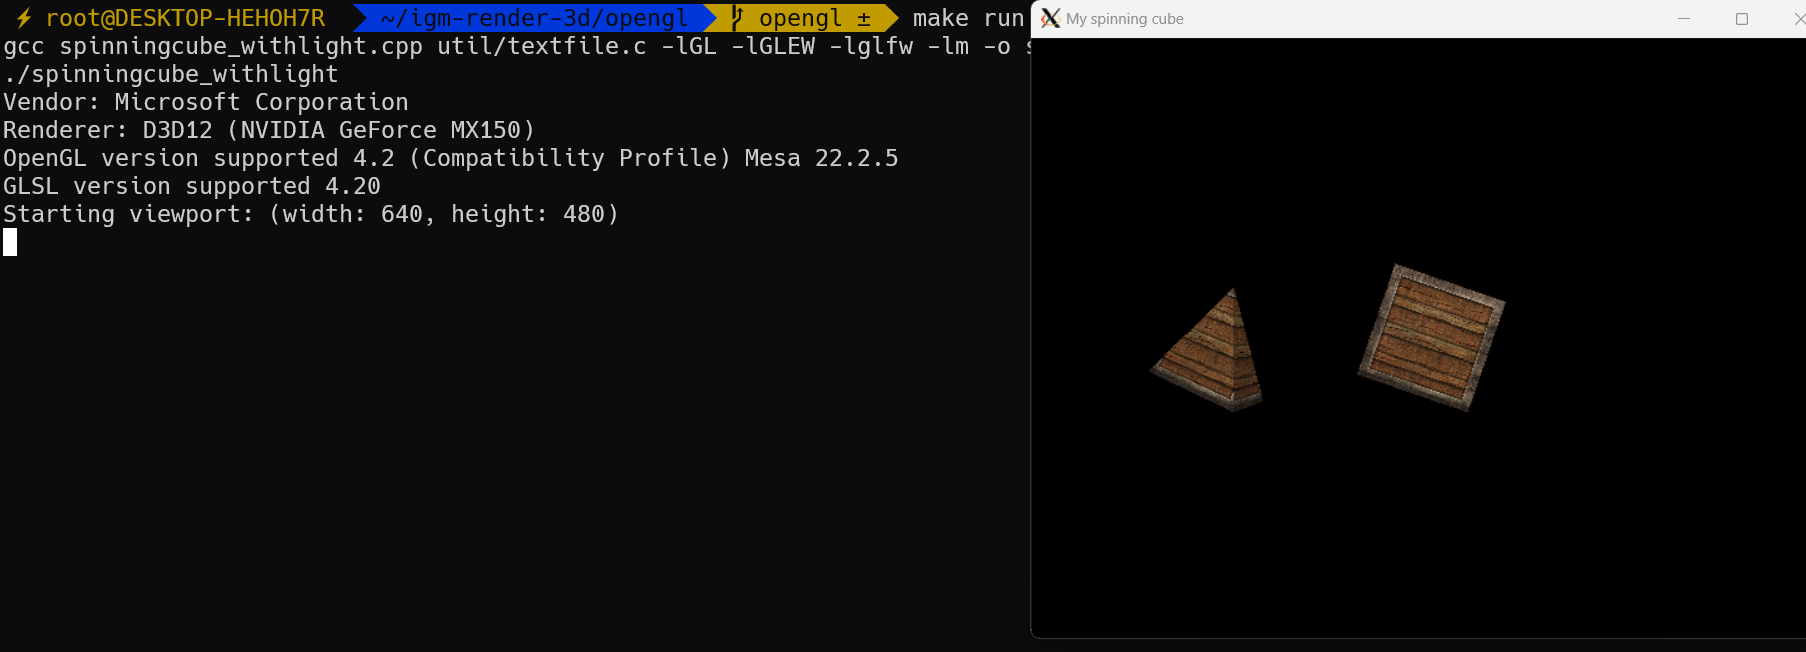 ⚡ root@DESKTOP-HEHOH7R ~/igm-render-3d/opengl opengl ± make run
gcc spinningcube_withlight.cpp util/textfile.c -lGL -lGLEW -lglfw -lm -o
./spinningcube_withlight
Vendor: Microsoft Corporation
Renderer: D3D12 (NVIDIA GeForce MX150)
OpenGL version supported 4.2 (Compatibility Profile) Mesa 22.2.5
GLSL version supported 4.20
Starting viewport: (width: 640, height: 480)
My spinning cube